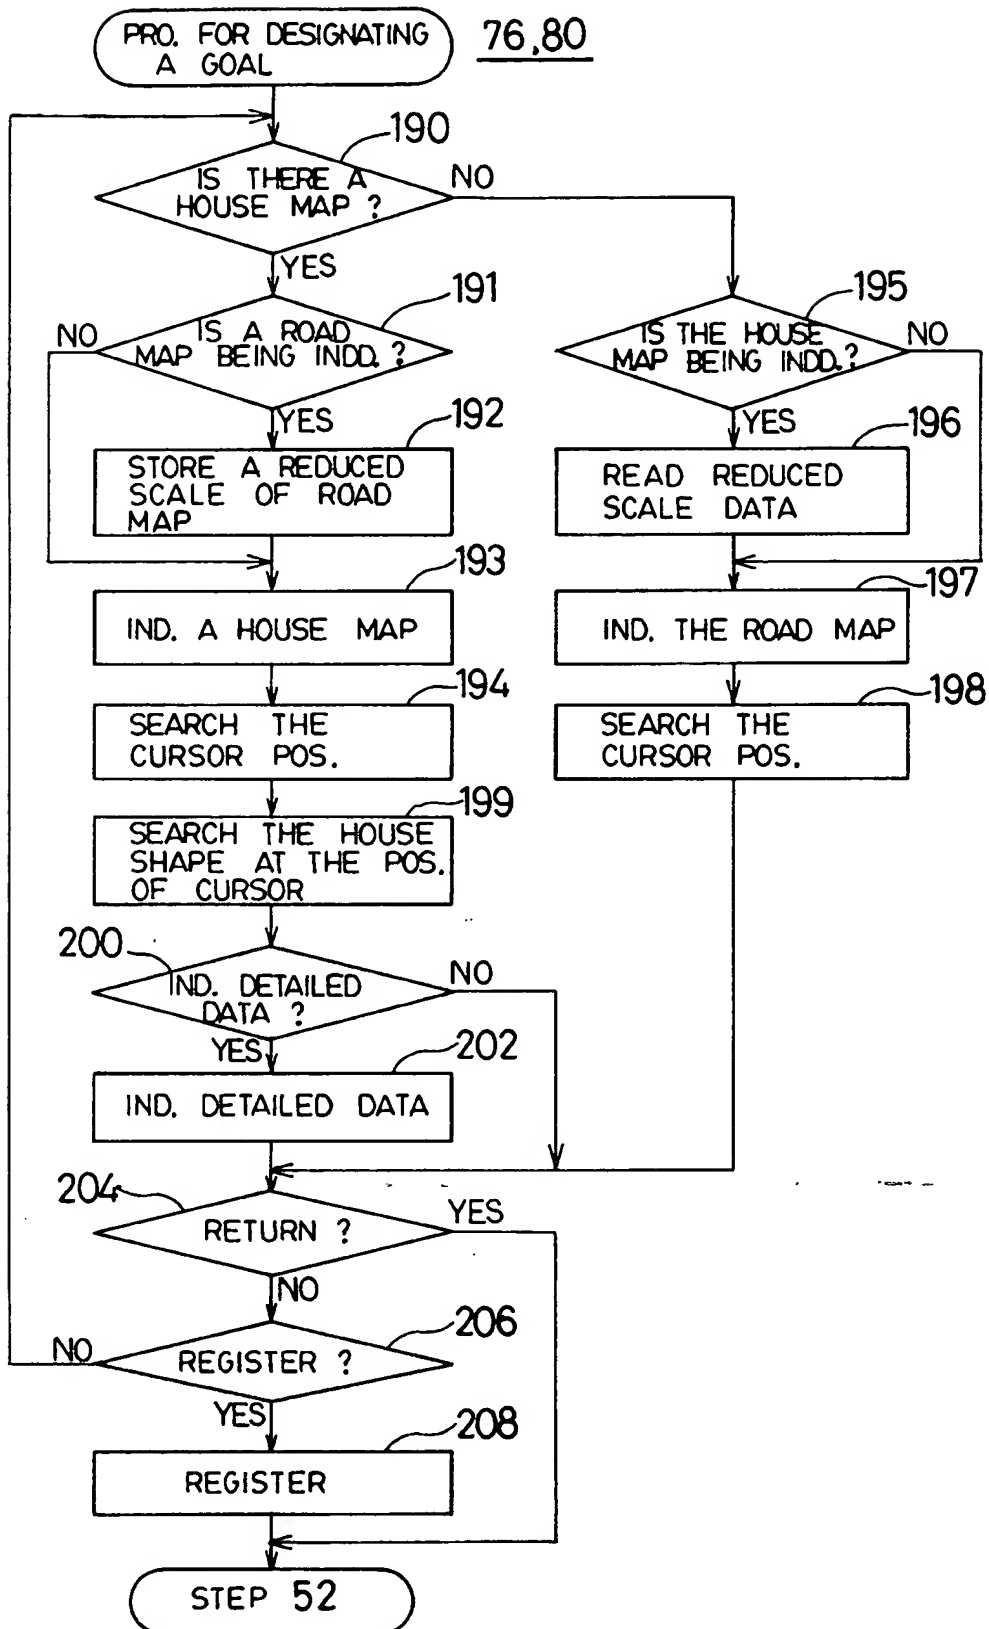 PRO. FOR DESIGNATING
A GOAL
76,80
190
IS THERE A
HOUSE MAP ?
NO
YES
191
NO
IS A ROAD
MAP BEING INDD. ?
YES
192
STORE A REDUCED
SCALE OF ROAD
MAP
193
IND. A HOUSE MAP
194
SEARCH THE
CURSOR POS.
199
SEARCH THE HOUSE
SHAPE AT THE POS.
OF CURSOR
195
IS THE HOUSE
MAP BEING INDD.?
NO
YES
196
READ REDUCED
SCALE DATA
197
IND. THE ROAD MAP
198
SEARCH THE
CURSOR POS.
200
IND. DETAILED
DATA ?
NO
YES
202
IND. DETAILED DATA
204
RETURN ?
YES
NO
206
NO
REGISTER ?
YES
208
REGISTER
STEP 52